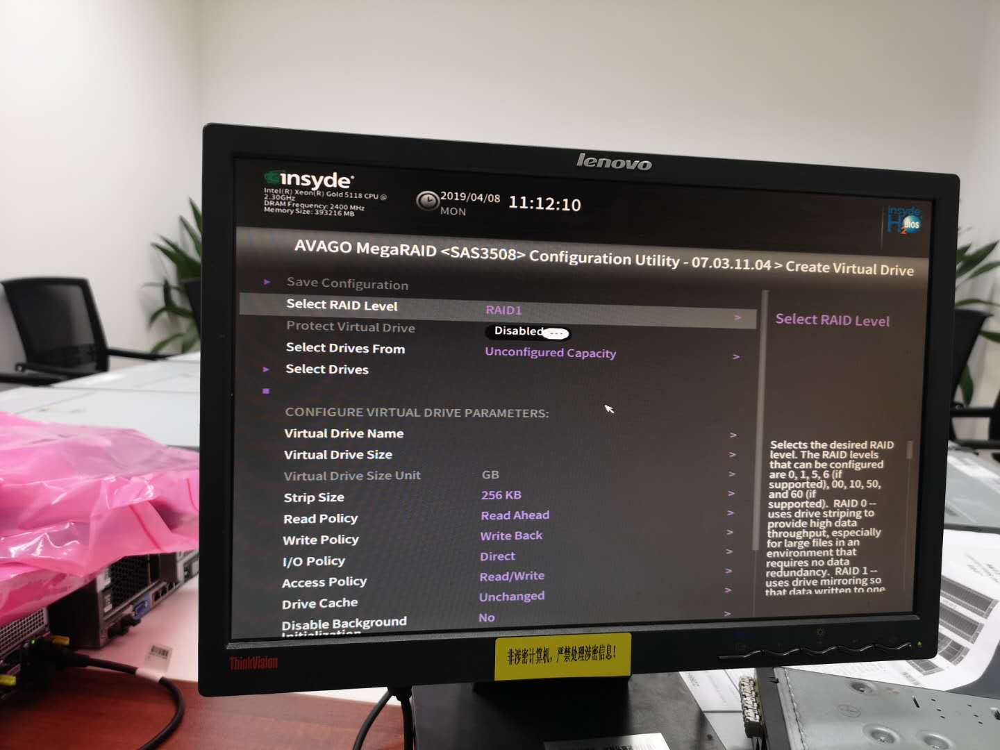 lenovo
insyde
Intel(R) Xeon(R) Gold 5118 CPU @
2.30GHz
DRAM Frequency: 2400 MHz
Memory Size: 393216 MB
2019/04/08
MON
11:12:10
insyde
H2O
BIOS
AVAGO MegaRAID <SAS3508> Configuration Utility - 07.03.11.04 > Create Virtual Drive
Save Configuration
Select RAID Level RAID1 >
Protect Virtual Drive Disabled ---
Select Drives From Unconfigured Capacity >
Select Drives
CONFIGURE VIRTUAL DRIVE PARAMETERS:
Virtual Drive Name >
Virtual Drive Size >
Virtual Drive Size Unit GB >
Strip Size 256 KB >
Read Policy Read Ahead >
Write Policy Write Back >
I/O Policy Direct >
Access Policy Read/Write >
Drive Cache Unchanged >
Disable Background No >
Initialization
Select RAID Level
Selects the desired RAID
level. The RAID levels
that can be configured
are 0, 1, 5, 6 (if
supported), 00, 10, 50,
and 60 (if
supported). RAID 0 --
uses drive striping to
provide high data
throughput, especially
for large files in an
environment that
requires no data
redundancy. RAID 1 --
uses drive mirroring so
that data written to one
ThinkVision
非涉密计算机，严禁处理涉密信息！